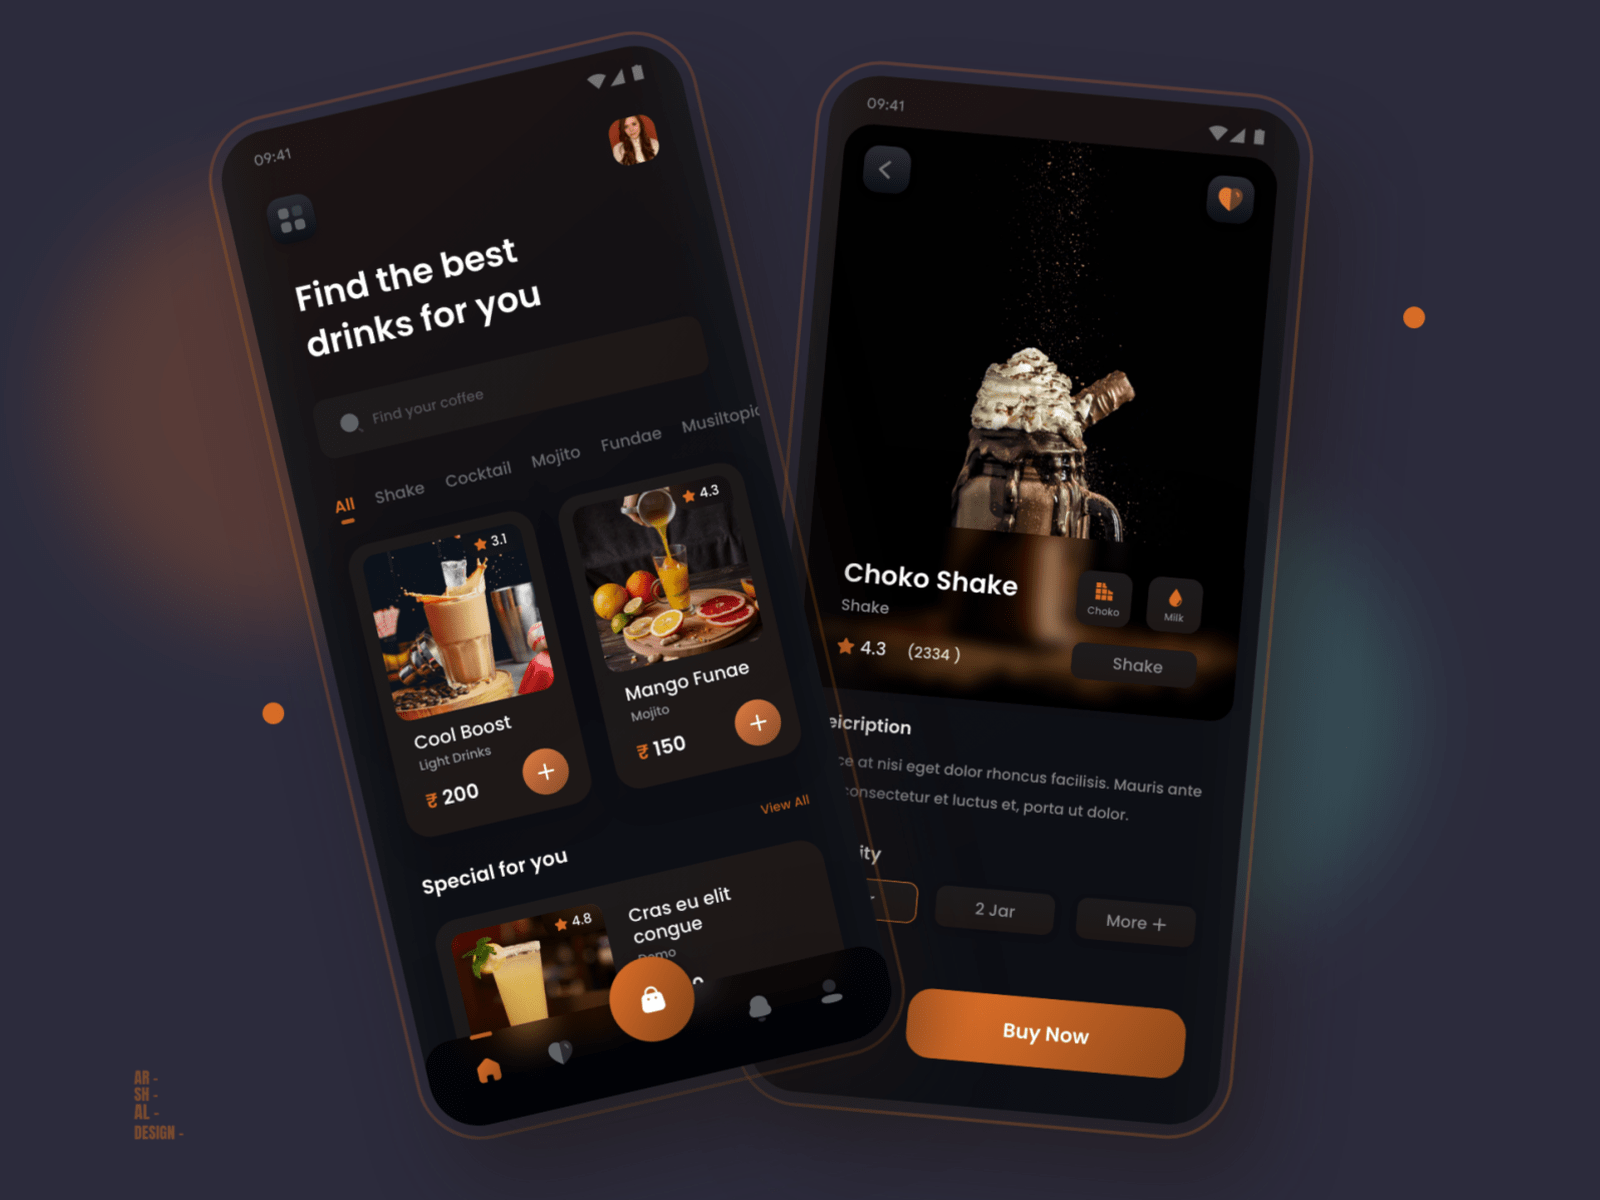 09:41
Find the best
drinks for you
Find your coffee
All Shake Cocktail Mojito Fundae Musiltopic
3.1
Cool Boost
Light Drinks
₹ 200
4.3
Mango Funae
Mojito
₹ 150
View All
Special for you
4.8
Cras eu elit
congue
Demo
09:41
Choko Shake
Shake
4.3 (2334 )
Choko
Milk
Shake
eicription
ce at nisi eget dolor rhoncus facilisis. Mauris ante
consectetur et luctus et, porta ut dolor.
ity
2 Jar
More +
Buy Now
AR -
SH -
AL -
DESIGN -